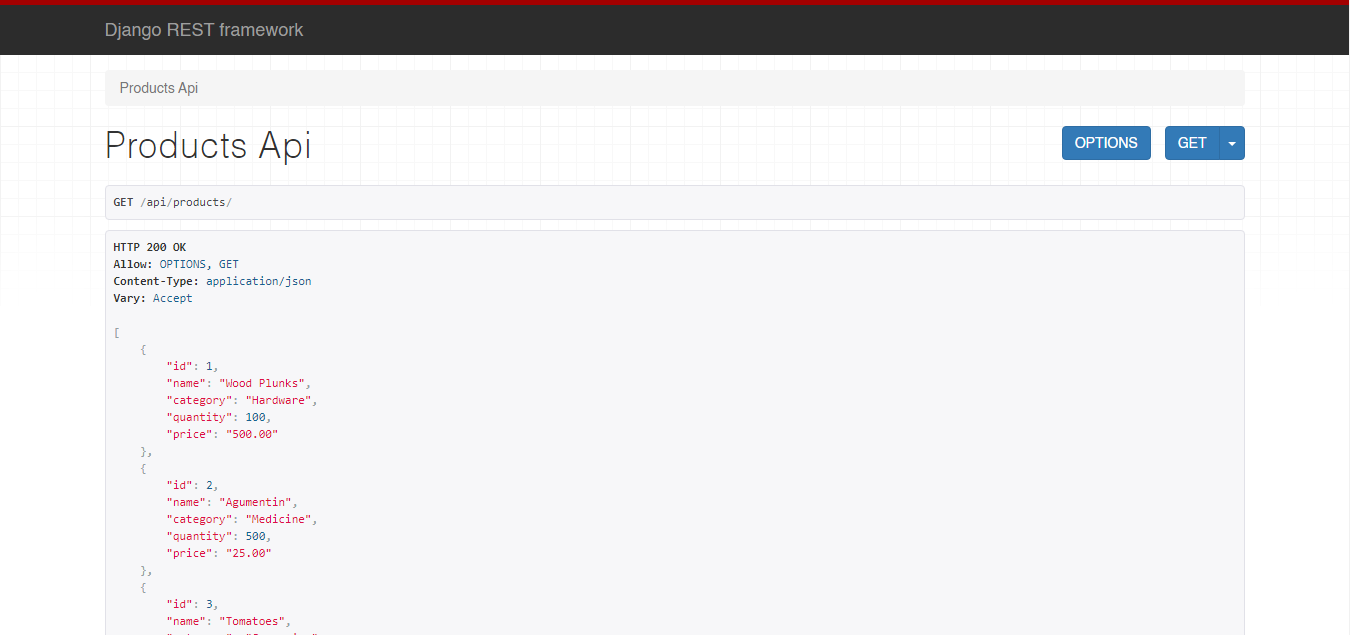 Django REST framework
Products Api
Products Api
OPTIONS
GET
GET /api/products/
HTTP 200 OK
Allow: OPTIONS, GET
Content-Type: application/json
Vary: Accept
[
{
"id": 1,
"name": "Wood Plunks",
"category": "Hardware",
"quantity": 100,
"price": "500.00"
},
{
"id": 2,
"name": "Agumentin",
"category": "Medicine",
"quantity": 500,
"price": "25.00"
},
{
"id": 3,
"name": "Tomatoes",